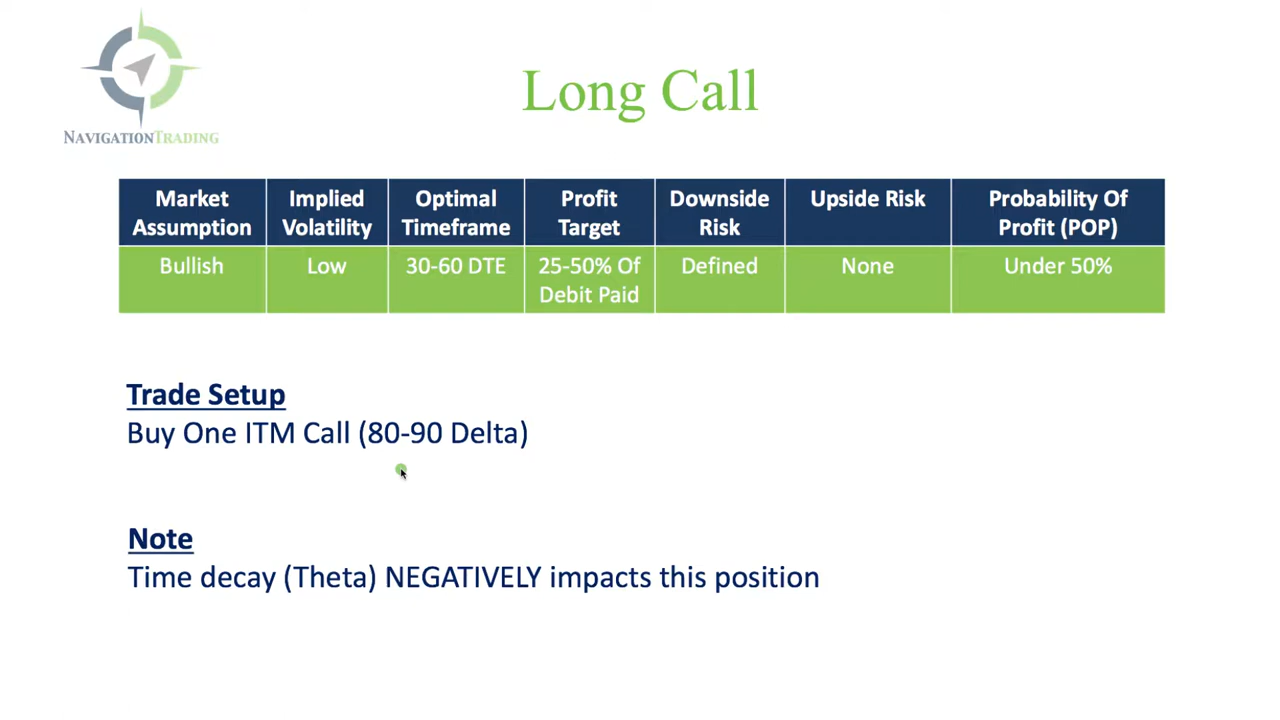 NAVIGATIONTRADING
Long Call
Market Assumption
Implied Volatility
Optimal Timeframe
Profit Target
Downside Risk
Upside Risk
Probability Of Profit (POP)
Bullish
Low
30-60 DTE
25-50% Of Debit Paid
Defined
None
Under 50%
Trade Setup
Buy One ITM Call (80-90 Delta)
Note
Time decay (Theta) NEGATIVELY impacts this position